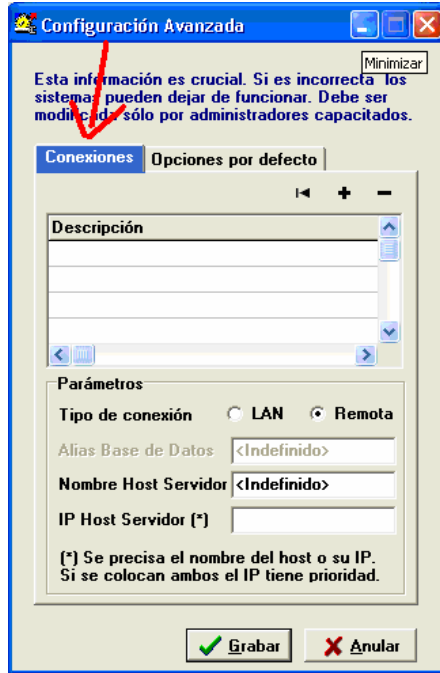 Configuración Avanzada
Minimizar
Esta información es crucial. Si es incorrecta los
sistemas pueden dejar de funcionar. Debe ser
modificada sólo por administradores capacitados.
Conexiones
Opciones por defecto
Descripción
Parámetros
Tipo de conexión LAN Remota
Alias Base de Datos <Indefinido>
Nombre Host Servidor <Indefinido>
IP Host Servidor (*)
(*) Se precisa el nombre del host o su IP.
Si se colocan ambos el IP tiene prioridad.
Grabar Anular